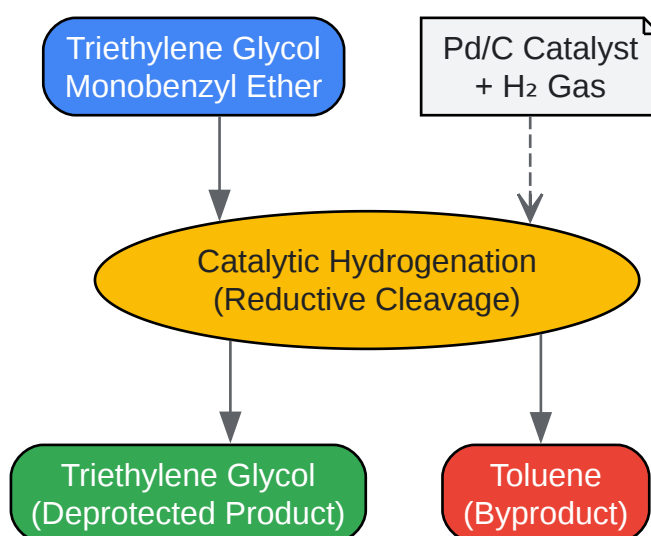 Triethylene Glycol
Monobenzyl Ether
Pd/C Catalyst
+ H₂ Gas
Catalytic Hydrogenation
(Reductive Cleavage)
Triethylene Glycol
(Deprotected Product)
Toluene
(Byproduct)